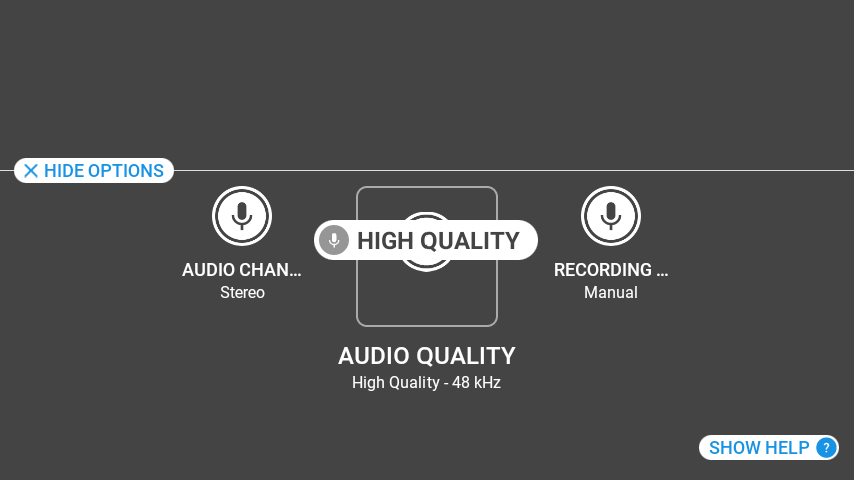 HIDE OPTIONS
HIGH QUALITY
AUDIO CHAN...
Stereo
RECORDING ...
Manual
AUDIO QUALITY
High Quality - 48 kHz
SHOW HELP ?